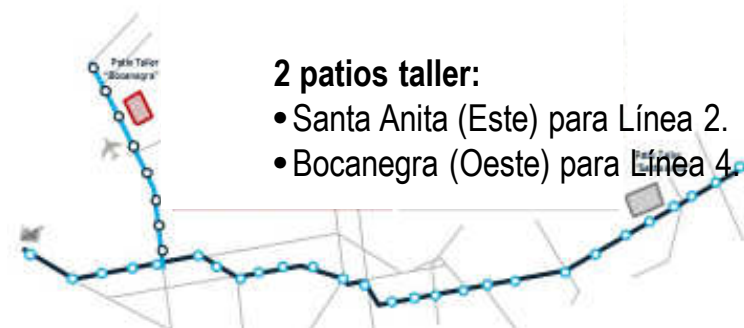 Patio Taller
"Bocanegra"
2 patios taller:
• Santa Anita (Este) para Línea 2.
• Bocanegra (Oeste) para Línea 4.